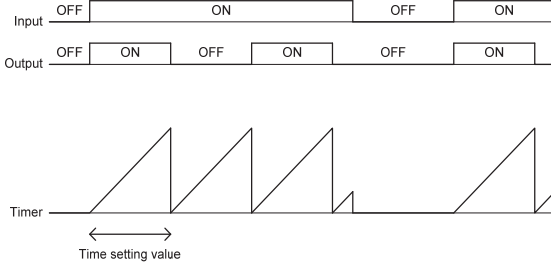 OFF ON OFF ON
Input
OFF ON OFF ON OFF ON
Output
Timer
Time setting value